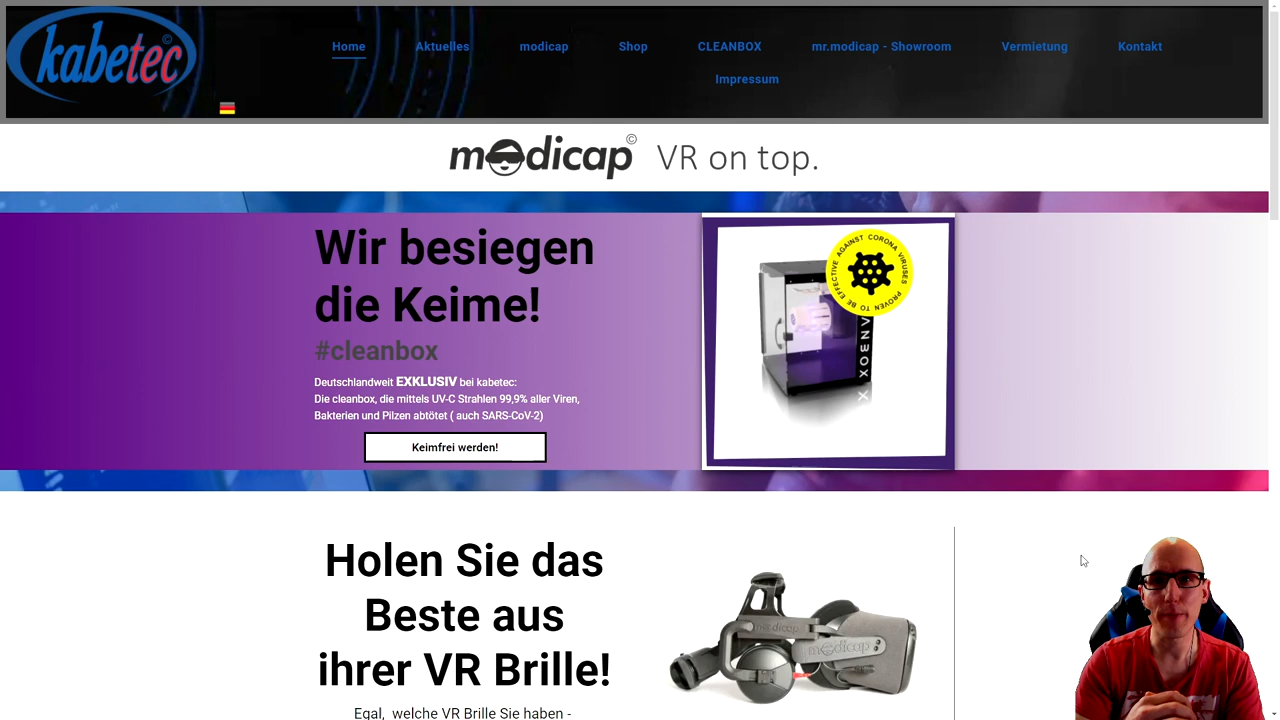 kabetec©
Home Aktuelles modicap Shop CLEANBOX mr.modicap - Showroom Vermietung Kontakt
Impressum
modicap© VR on top.
Wir besiegen
die Keime!
#cleanbox
Deutschlandweit EXKLUSIV bei kabetec:
Die cleanbox, die mittels UV-C Strahlen 99,9% aller Viren,
Bakterien und Pilzen abtötet ( auch SARS-CoV-2)
Keimfrei werden!
PROVEN TO BE EFFECTIVE AGAINST CORONA VIRUSES
ANBOX X
Holen Sie das
Beste aus
ihrer VR Brille!
Egal, welche VR Brille Sie haben -
modicap
modicap